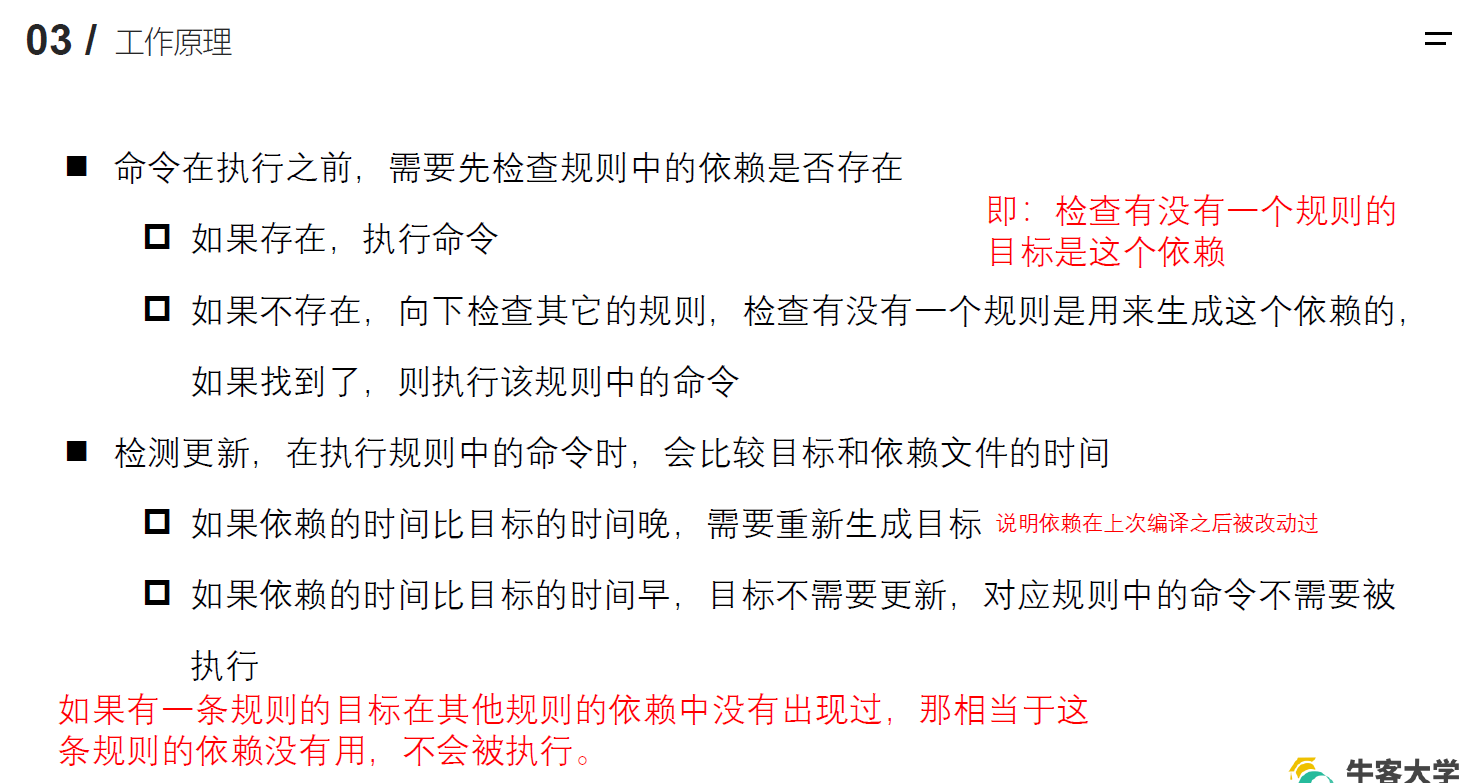 03 / 工作原理
命令在执行之前，需要先检查规则中的依赖是否存在
即：检查有没有一个规则的
目标是这个依赖
如果存在，执行命令
如果不存在，向下检查其它的规则，检查有没有一个规则是用来生成这个依赖的，
如果找到了，则执行该规则中的命令
检测更新，在执行规则中的命令时，会比较目标和依赖文件的时间
如果依赖的时间比目标的时间晚，需要重新生成目标 说明依赖在上次编译之后被改动过
如果依赖的时间比目标的时间早，目标不需要更新，对应规则中的命令不需要被
执行
如果有一条规则的目标在其他规则的依赖中没有出现过，那相当于这
条规则的依赖没有用，不会被执行。
牛客大学